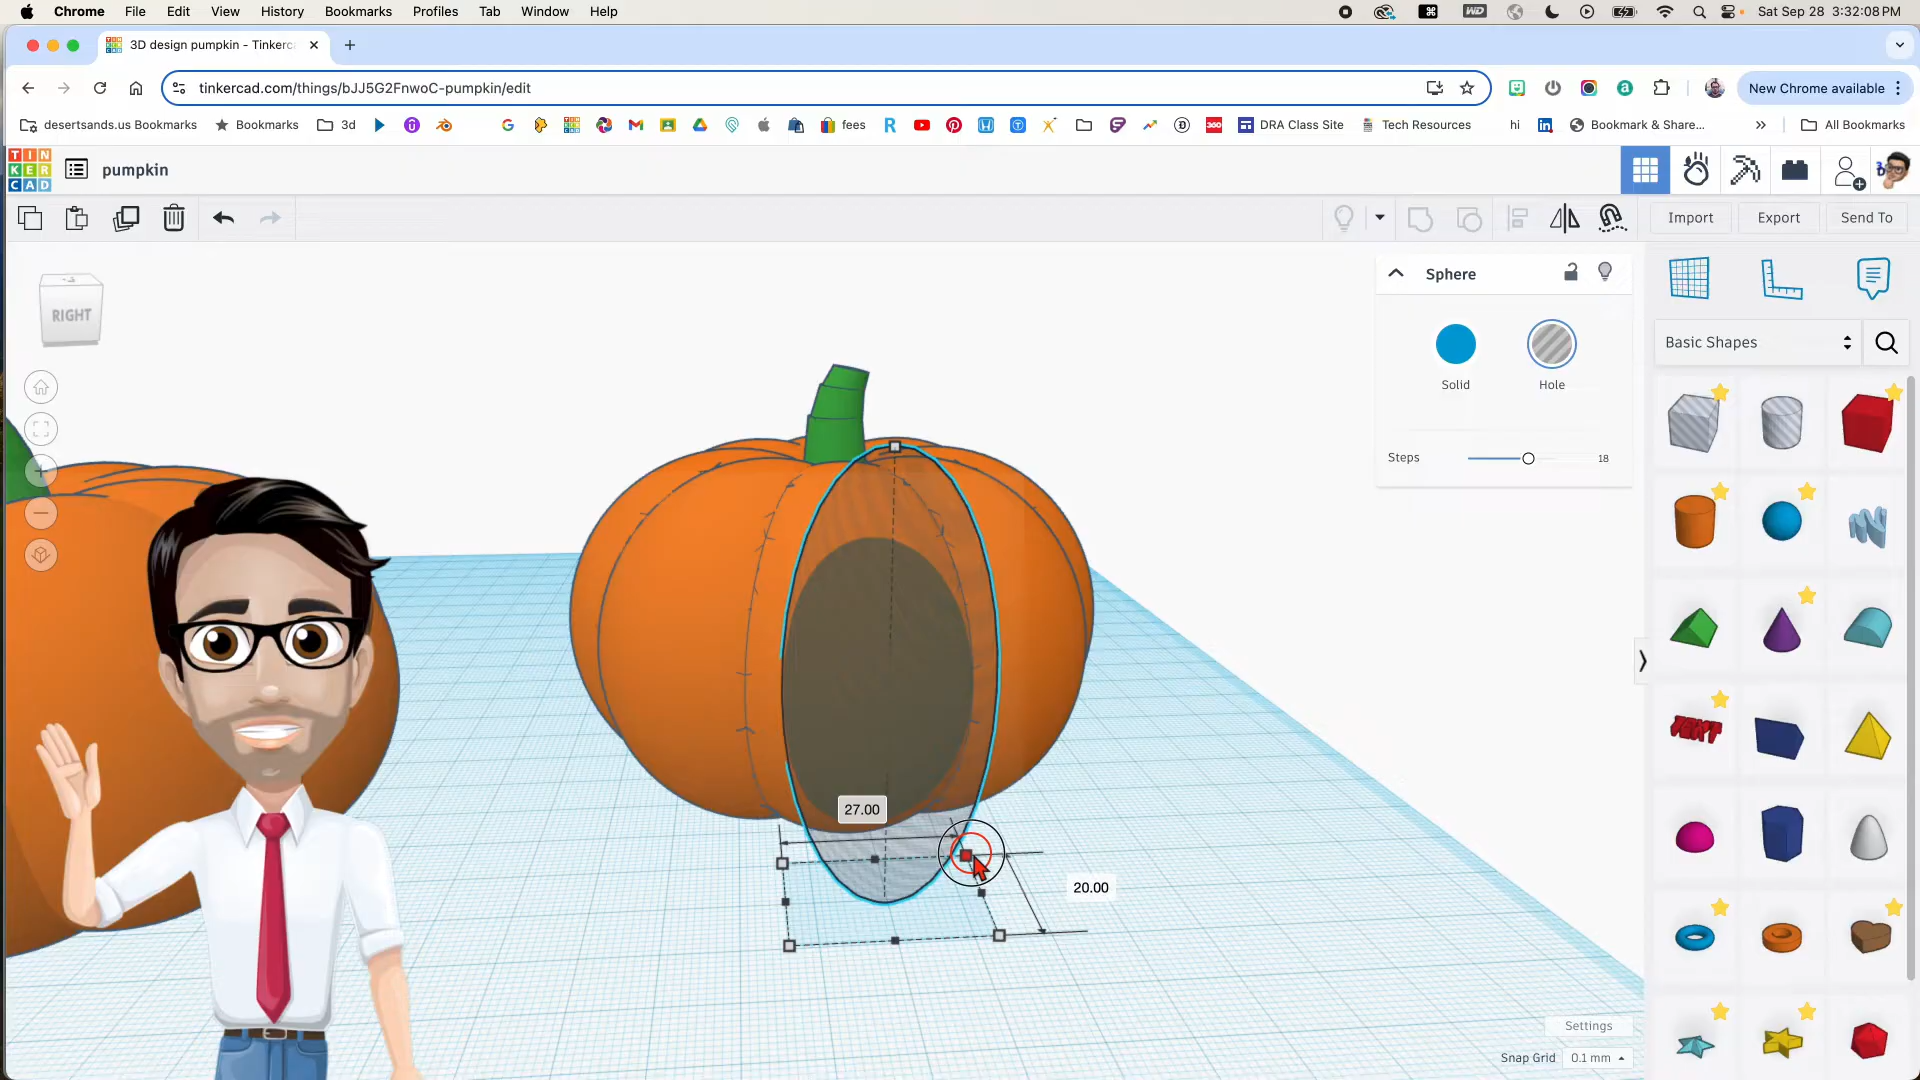 Chrome File Edit View History Bookmarks Profiles Tab Window Help
WD Sat Sep 28 3:32:08 PM
3D design pumpkin - Tinkerc
tinkercad.com/things/bJJ5G2FnwoC-pumpkin/edit
New Chrome available
desertsands.us Bookmarks Bookmarks 3d fees DRA Class Site Tech Resources hi Bookmark & Share... All Bookmarks
TIN
KER
CAD
pumpkin
Import Export Send To
RIGHT
Sphere
Solid Hole
Steps 18
Basic Shapes
TEXT
27.00
20.00
Settings
Snap Grid 0.1 mm